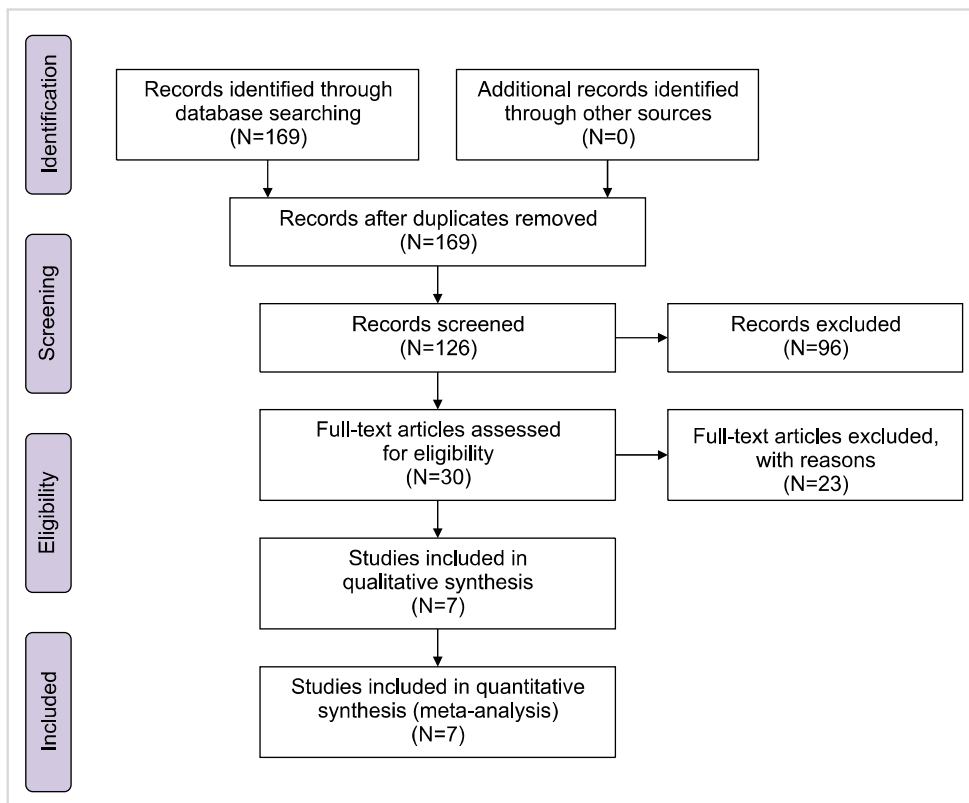 Identification
Records identified through
database searching
(N=169)
Additional records identified
through other sources
(N=0)
Records after duplicates removed
(N=169)
Screening
Records screened
(N=126)
Records excluded
(N=96)
Eligibility
Full-text articles assessed
for eligibility
(N=30)
Full-text articles excluded,
with reasons
(N=23)
Studies included in
qualitative synthesis
(N=7)
Included
Studies included in quantitative
synthesis (meta-analysis)
(N=7)